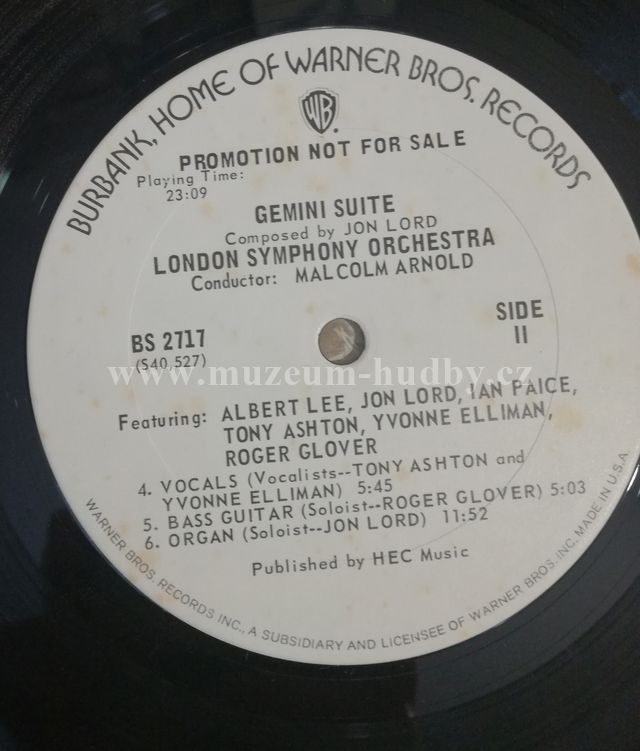 BURBANK, HOME OF WARNER BROS. RECORDS
WB
PROMOTION NOT FOR SALE
Playing Time:
23:09
GEMINI SUITE
Composed by JON LORD
LONDON SYMPHONY ORCHESTRA
Conductor: MALCOLM ARNOLD
BS 2717
(S40,527)
SIDE
II
www.muzeum-hudby.cz
Featuring: ALBERT LEE, JON LORD, IAN PAICE,
TONY ASHTON, YVONNE ELLIMAN,
ROGER GLOVER
4. VOCALS (Vocalists--TONY ASHTON and
YVONNE ELLIMAN) 5:45
5. BASS GUITAR (Soloist--ROGER GLOVER) 5:03
6. ORGAN (Soloist--JON LORD) 11:52
Published by HEC Music
WARNER BROS. RECORDS INC., A SUBSIDIARY AND LICENSEE OF WARNER BROS. INC. MADE IN U.S.A.